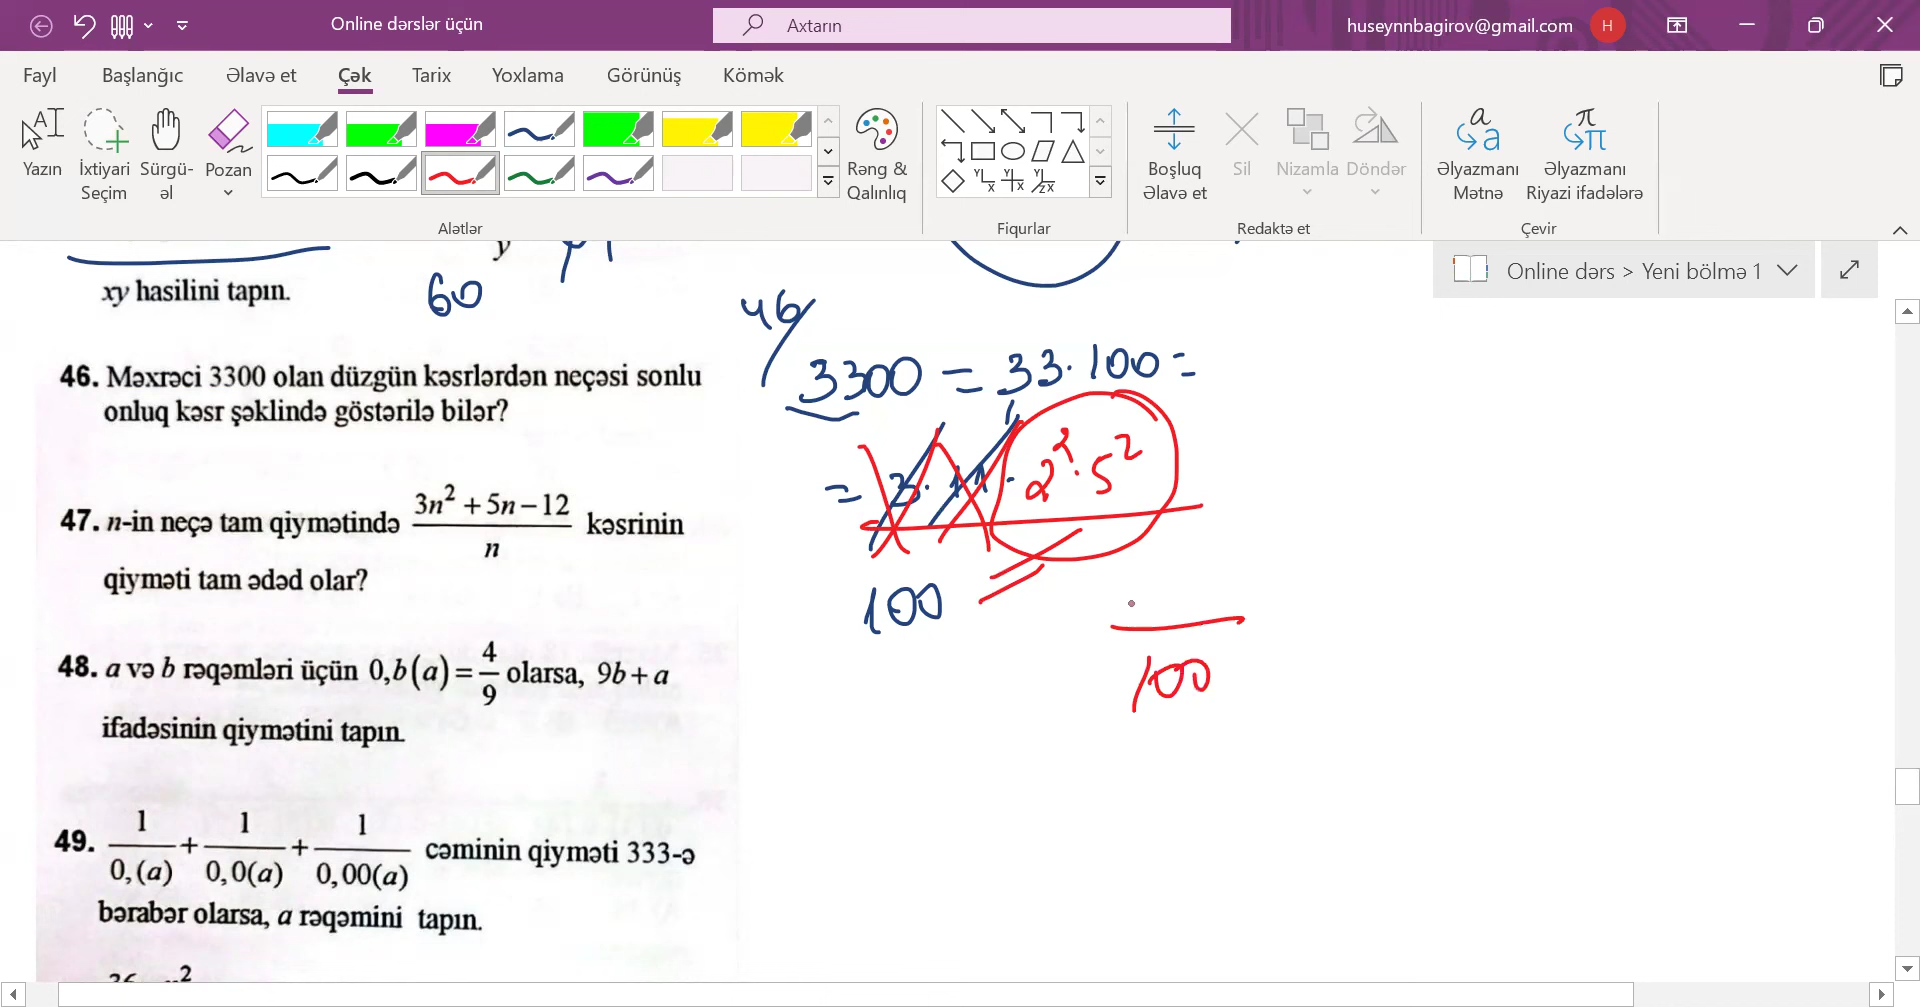 Online dərslər üçün
Axtarın
huseynnbagirov@gmail.com
H
Fayl
Başlanğıc
Əlavə et
Çək
Tarix
Yoxlama
Görünüş
Kömək
Yazın
İxtiyari Seçim
Sürgü-əl
Pozan
Rəng & Qalınlıq
Boşluq Əlavə et
Sil
Nizamla
Döndər
Əlyazmanı Mətnə
Əlyazmanı Riyazi ifadələrə
Alətlər
Fiqurlar
Redaktə et
Çevir
Online dərs > Yeni bölmə 1
y
xy hasilini tapın.
60
46
46. Məxrəci 3300 olan düzgün kəsrlərdən neçəsi sonlu
onluq kəsr şəklində göstərilə bilər?
3300 = 33·100 =
= 3·11· 2²·5²
100
100
47. n-in neçə tam qiymətində (3n² + 5n − 12)/n kəsrinin
qiyməti tam ədəd olar?
48. a və b rəqəmləri üçün 0,b(a) = 4/9 olarsa, 9b + a
ifadəsinin qiymətini tapın.
49. 1/0,(a) + 1/0,0(a) + 1/0,00(a) cəminin qiyməti 333-ə
bərabər olarsa, a rəqəmini tapın.